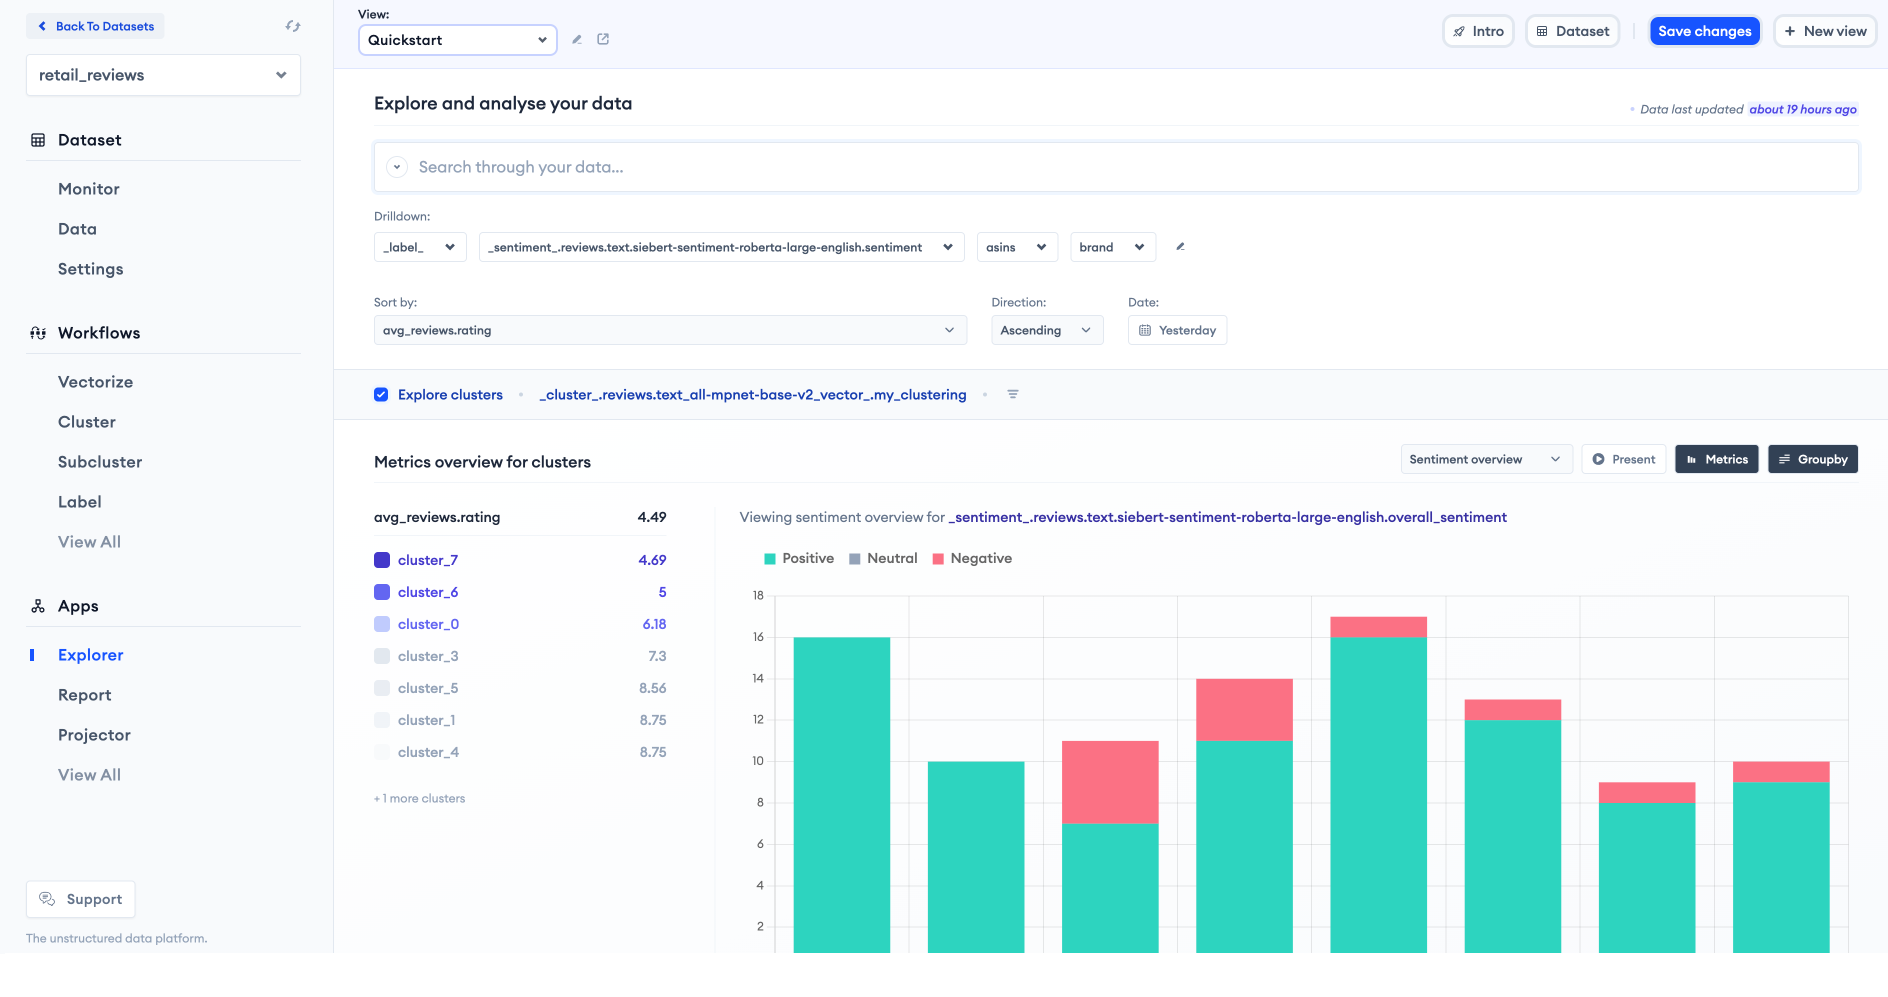 Back To Datasets
retail_reviews
Dataset
Monitor
Data
Settings
Workflows
Vectorize
Cluster
Subcluster
Label
View All
Apps
Explorer
Report
Projector
View All
Support
The unstructured data platform.
View:
Quickstart
Intro
Dataset
Save changes
+ New view
Explore and analyse your data
• Data last updated about 19 hours ago
Search through your data...
Drilldown:
_label_
_sentiment_.reviews.text.siebert-sentiment-roberta-large-english.sentiment
asins
brand
Sort by:
avg_reviews.rating
Direction:
Ascending
Date:
Yesterday
Explore clusters • _cluster_.reviews.text_all-mpnet-base-v2_vector_.my_clustering •
Metrics overview for clusters
Sentiment overview
Present
Metrics
Groupby
avg_reviews.rating 4.49
cluster_7 4.69
cluster_6 5
cluster_0 6.18
cluster_3 7.3
cluster_5 8.56
cluster_1 8.75
cluster_4 8.75
+ 1 more clusters
Viewing sentiment overview for _sentiment_.reviews.text.siebert-sentiment-roberta-large-english.overall_sentiment
Positive Neutral Negative
18
16
14
12
10
8
6
4
2